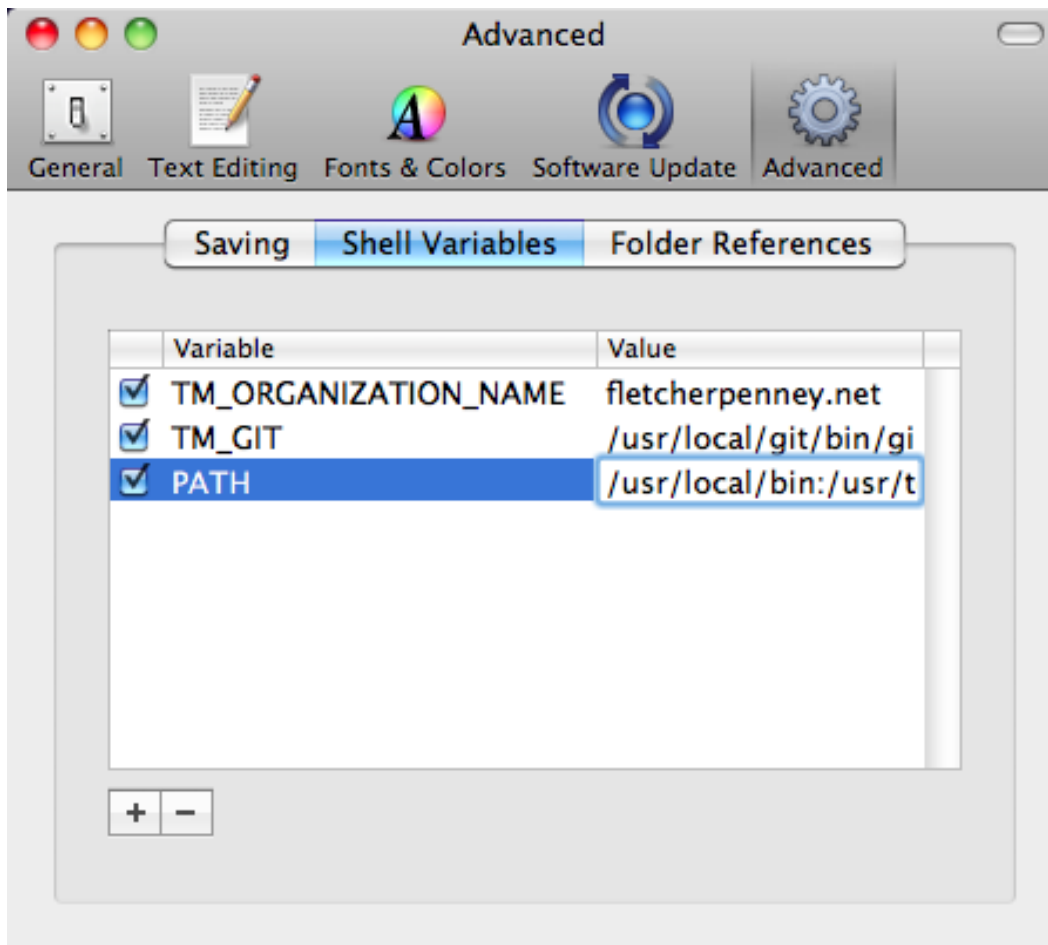 Advanced
General Text Editing Fonts & Colors Software Update Advanced
Saving Shell Variables Folder References
Variable Value
TM_ORGANIZATION_NAME fletcherpenney.net
TM_GIT /usr/local/git/bin/gi
PATH /usr/local/bin:/usr/t
+ −